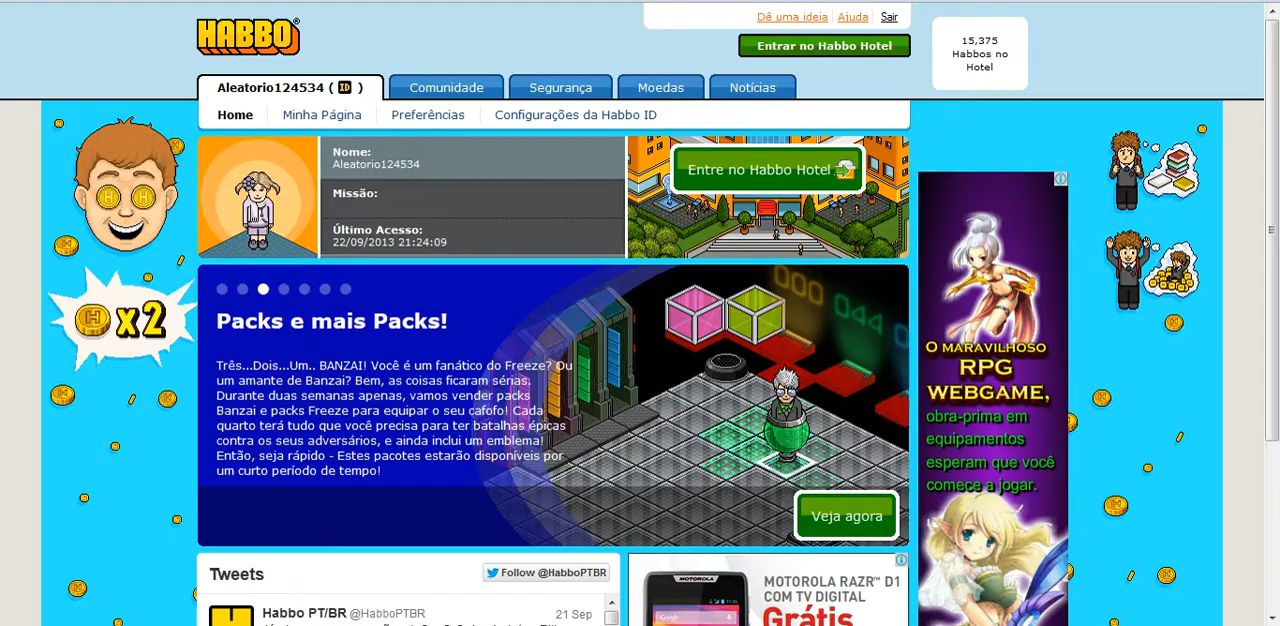 HABBO
Dê uma ideia Ajuda Sair
Entrar no Habbo Hotel
15,375
Habbos no
Hotel
Aleatorio124534 ( ID )
Comunidade
Segurança
Moedas
Notícias
Home
Minha Página
Preferências
Configurações da Habbo ID
Nome:
Aleatorio124534
Missão:
Último Acesso:
22/09/2013 21:24:09
Entre no Habbo Hotel
x2
Packs e mais Packs!
Três...Dois...Um.. BANZAI! Você é um fanático do Freeze? Ou
um amante de Banzai? Bem, as coisas ficaram sérias.
Durante duas semanas apenas, vamos vender packs
Banzai e packs Freeze para equipar o seu cafofo! Cada
quarto terá tudo que você precisa para ter batalhas épicas
contra os seus adversários, e ainda inclui um emblema!
Então, seja rápido - Estes pacotes estarão disponíveis por
um curto período de tempo!
000 044
Veja agora
O MARAVILHOSO
RPG
WEBGAME,
obra-prima em
equipamentos
esperam que você
comece a jogar.
Tweets
Follow @HabboPTBR
Habbo PT/BR @HabboPTBR 21 Sep
MOTOROLA
Google
MOTOROLA RAZR™ D1
COM TV DIGITAL
Grátis